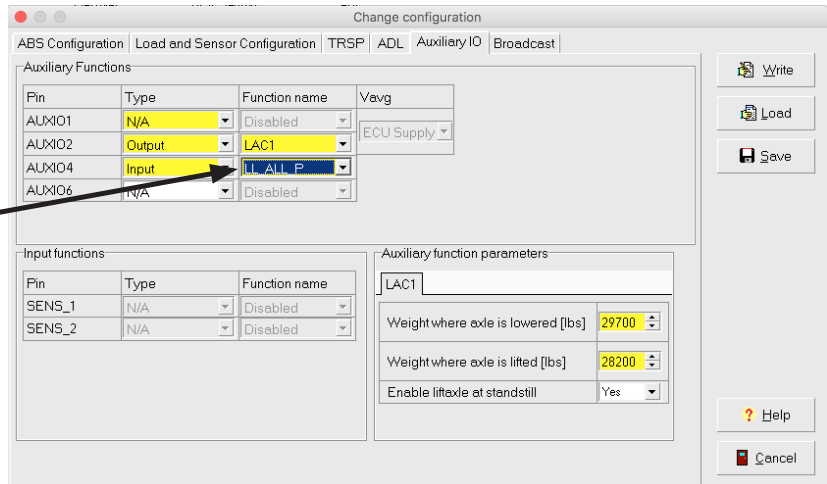 Change configuration
ABS Configuration Load and Sensor Configuration TRSP ADL Auxiliary IO Broadcast
Auxiliary Functions
Pin Type Function name Vavg
AUXIO1 N/A Disabled ECU Supply
AUXIO2 Output LAC1
AUXIO4 Input LL_ALL_P
AUXIO6 N/A Disabled
Write
Load
Save
Input functions
Pin Type Function name
SENS_1 N/A Disabled
SENS_2 N/A Disabled
Auxiliary function parameters
LAC1
Weight where axle is lowered [lbs] 29700
Weight where axle is lifted [lbs] 28200
Enable liftaxle at standstill Yes
? Help
Cancel